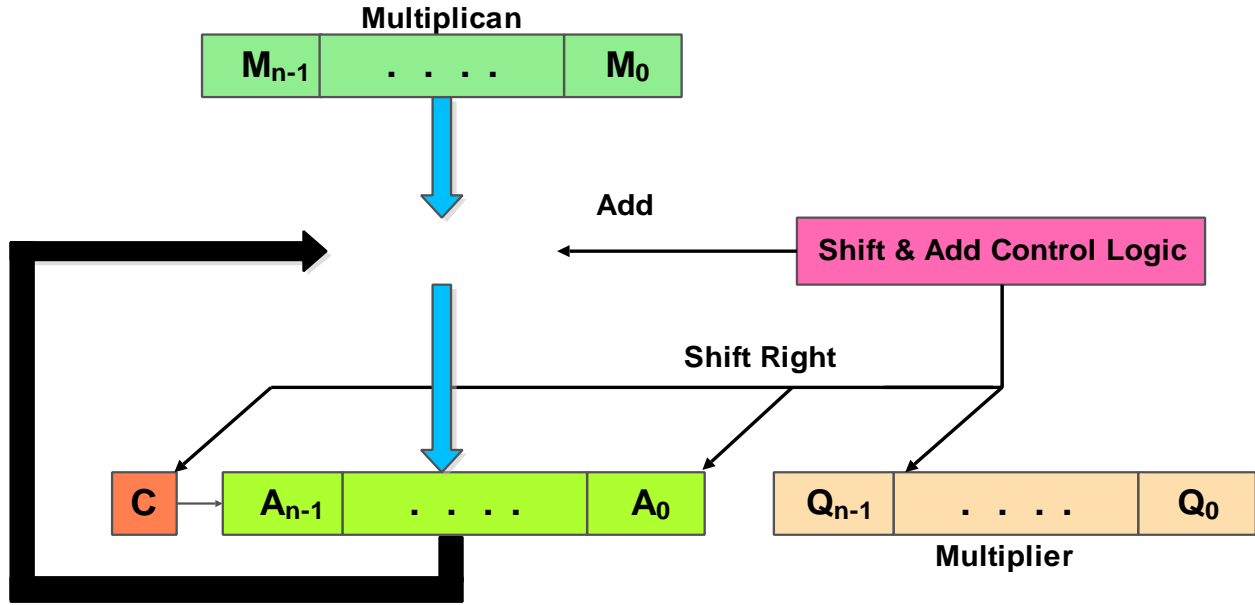 Multiplican
Mn-1 . . . . M0
Add
Shift & Add Control Logic
Shift Right
C An-1 . . . . A0 Qn-1 . . . . Q0
Multiplier